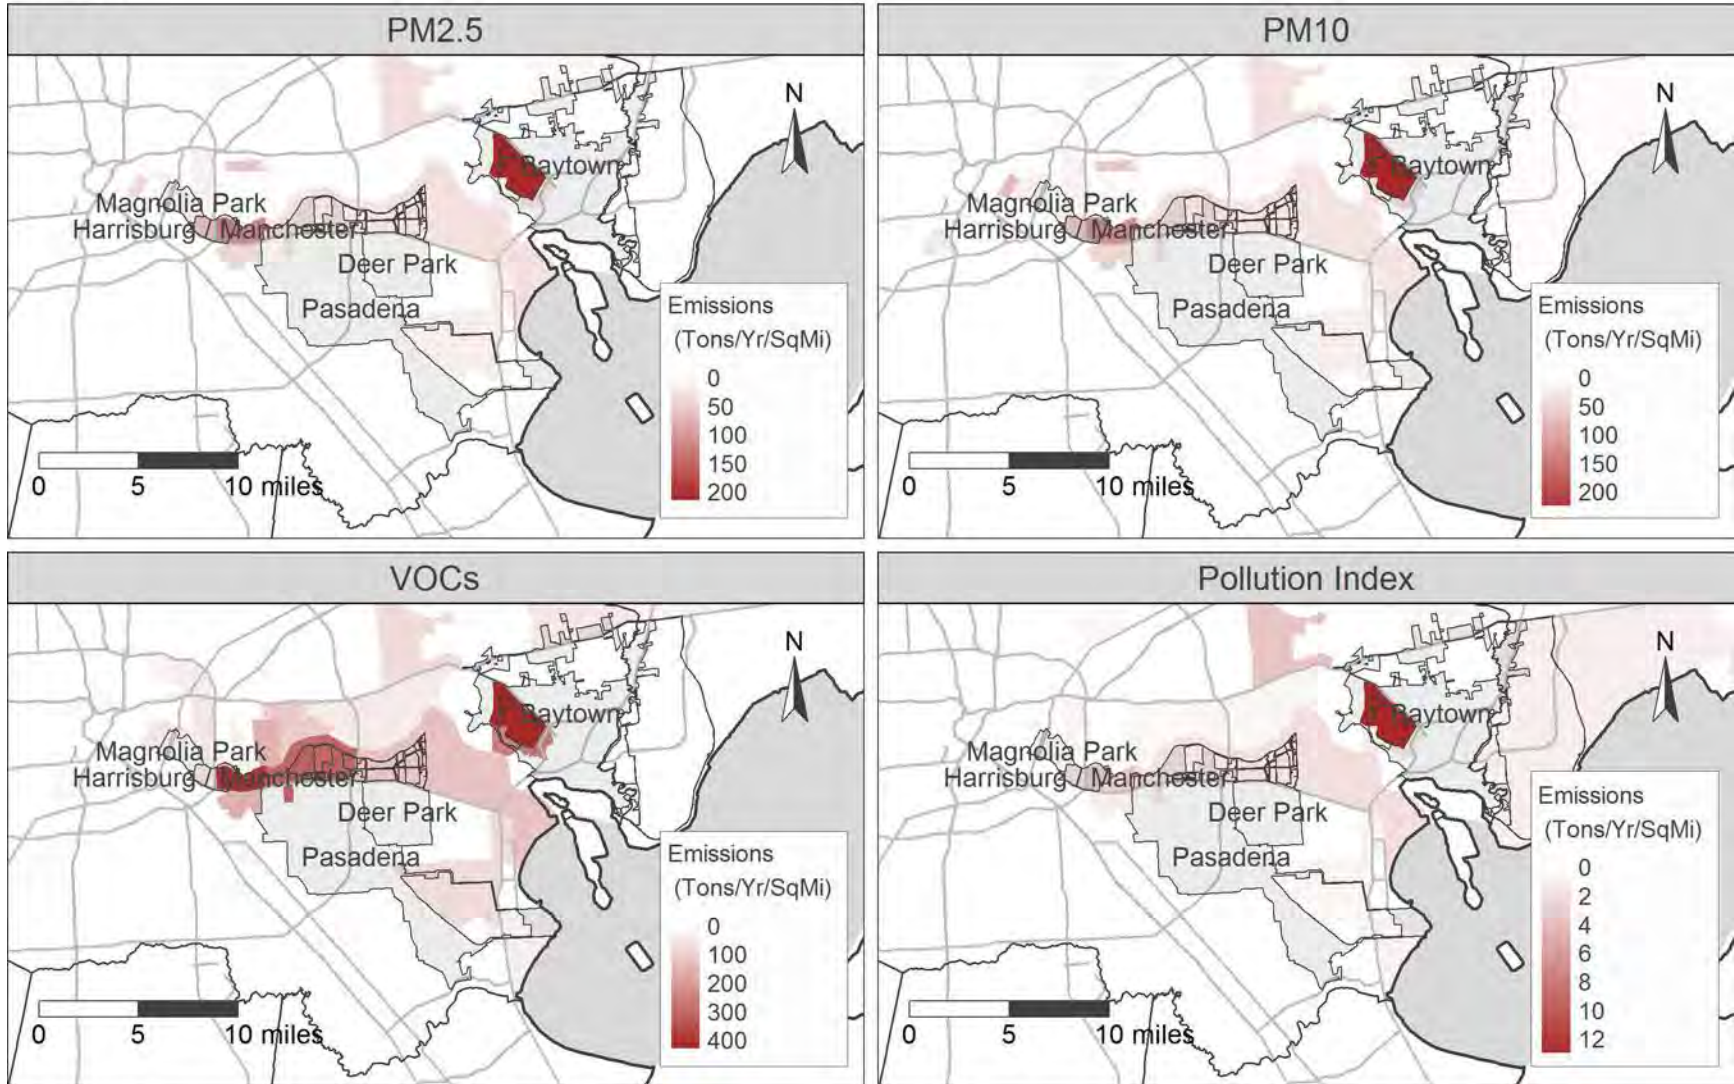 PM2.5
N
Baytown
Magnolia Park
Harrisburg
Manchester
Deer Park
Pasadena
Emissions
(Tons/Yr/SqMi)
0
50
100
150
200
0 5 10 miles
PM10
N
Baytown
Magnolia Park
Harrisburg
Manchester
Deer Park
Pasadena
Emissions
(Tons/Yr/SqMi)
0
50
100
150
200
0 5 10 miles
VOCs
N
Baytown
Magnolia Park
Harrisburg
Manchester
Deer Park
Pasadena
Emissions
(Tons/Yr/SqMi)
0
100
200
300
400
0 5 10 miles
Pollution Index
N
Baytown
Magnolia Park
Harrisburg
Manchester
Deer Park
Pasadena
Emissions
(Tons/Yr/SqMi)
0
2
4
6
8
10
12
0 5 10 miles